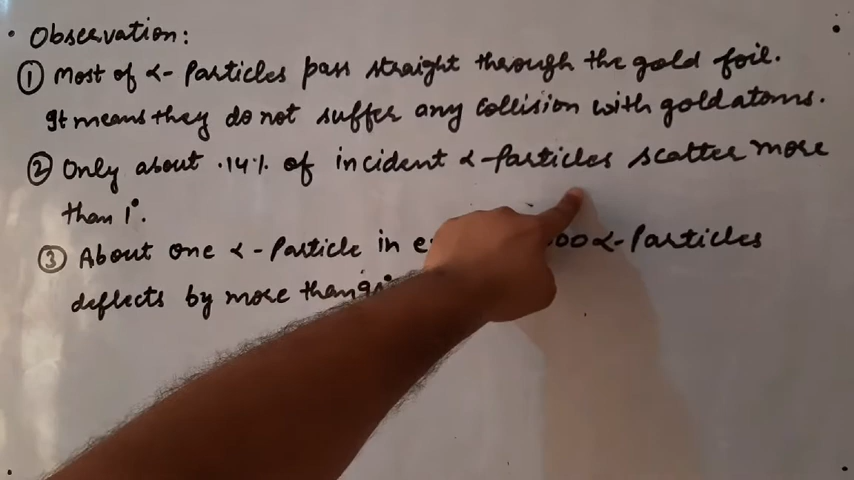 • Observation:
① Most of α- Particles pass straight through the gold foil.
It means they do not suffer any collision with gold atoms.
② Only about .14% of incident α-Particles scatter more
than 1°.
③ About one α-Particle in α-Particles
deflects by more than